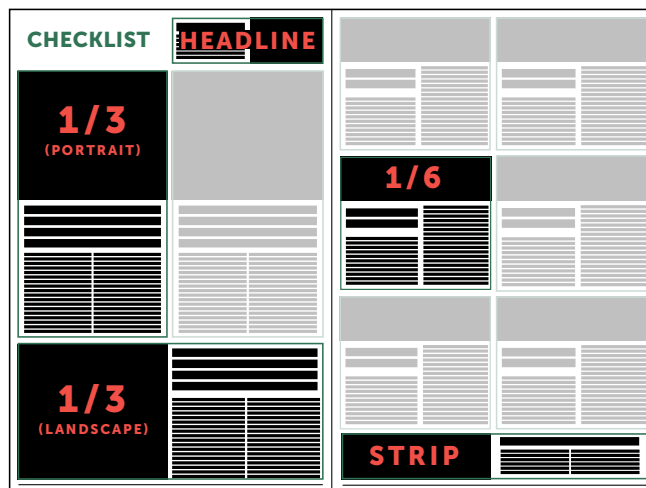 CHECKLIST
HEADLINE
1/3
(PORTRAIT)
1/3
(LANDSCAPE)
1/6
STRIP